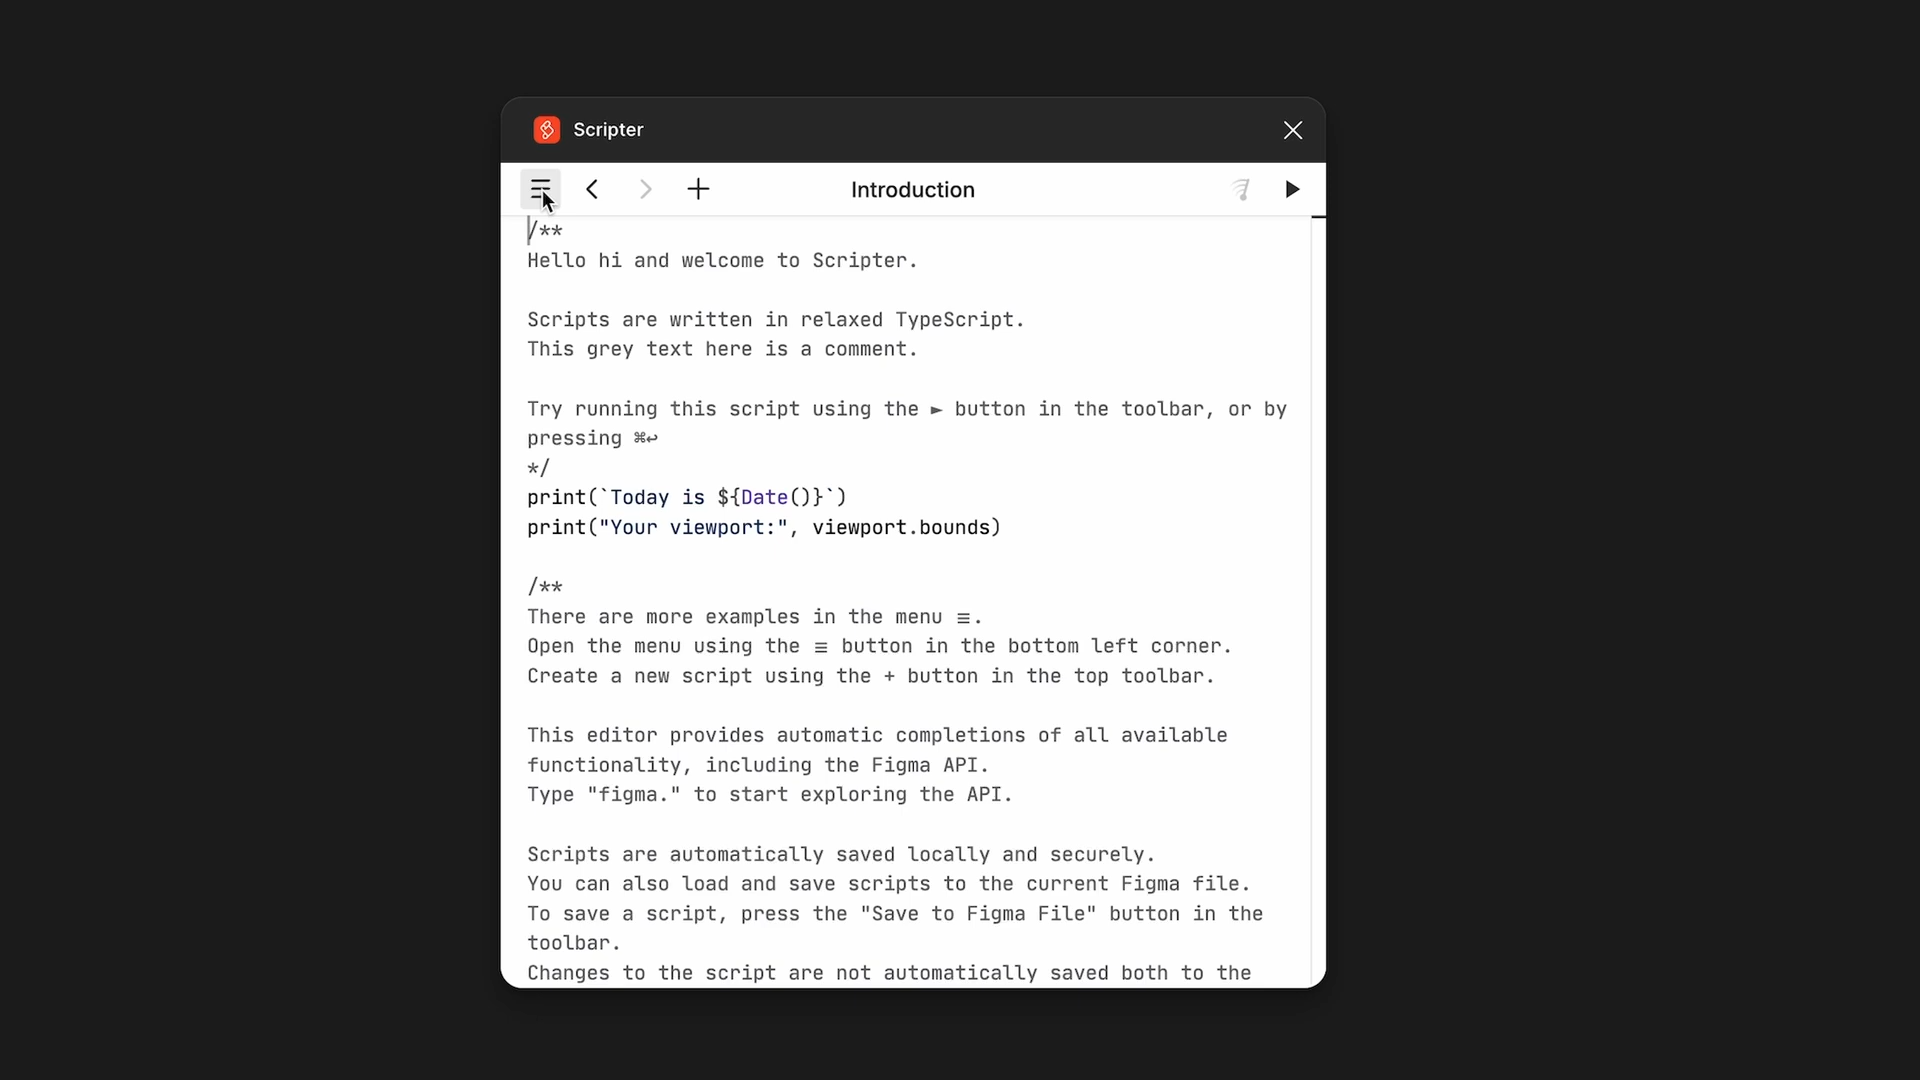 Scripter
Introduction
/**
Hello hi and welcome to Scripter.
Scripts are written in relaxed TypeScript.
This grey text here is a comment.
Try running this script using the ► button in the toolbar, or by
pressing ⌘↩
*/
print(`Today is ${Date()}`)
print("Your viewport:", viewport.bounds)
/**
There are more examples in the menu ≡.
Open the menu using the ≡ button in the bottom left corner.
Create a new script using the + button in the top toolbar.
This editor provides automatic completions of all available
functionality, including the Figma API.
Type "figma." to start exploring the API.
Scripts are automatically saved locally and securely.
You can also load and save scripts to the current Figma file.
To save a script, press the "Save to Figma File" button in the
toolbar.
Changes to the script are not automatically saved both to the